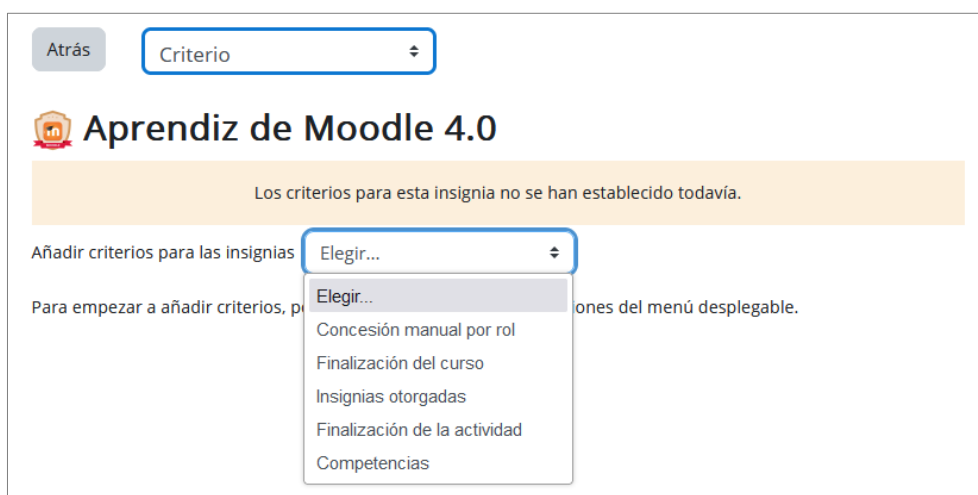 Atrás
Criterio
Aprendiz de Moodle 4.0
Los criterios para esta insignia no se han establecido todavía.
Añadir criterios para las insignias Elegir...
Elegir...
Para empezar a añadir criterios, iones del menú desplegable.
Concesión manual por rol
Finalización del curso
Insignias otorgadas
Finalización de la actividad
Competencias